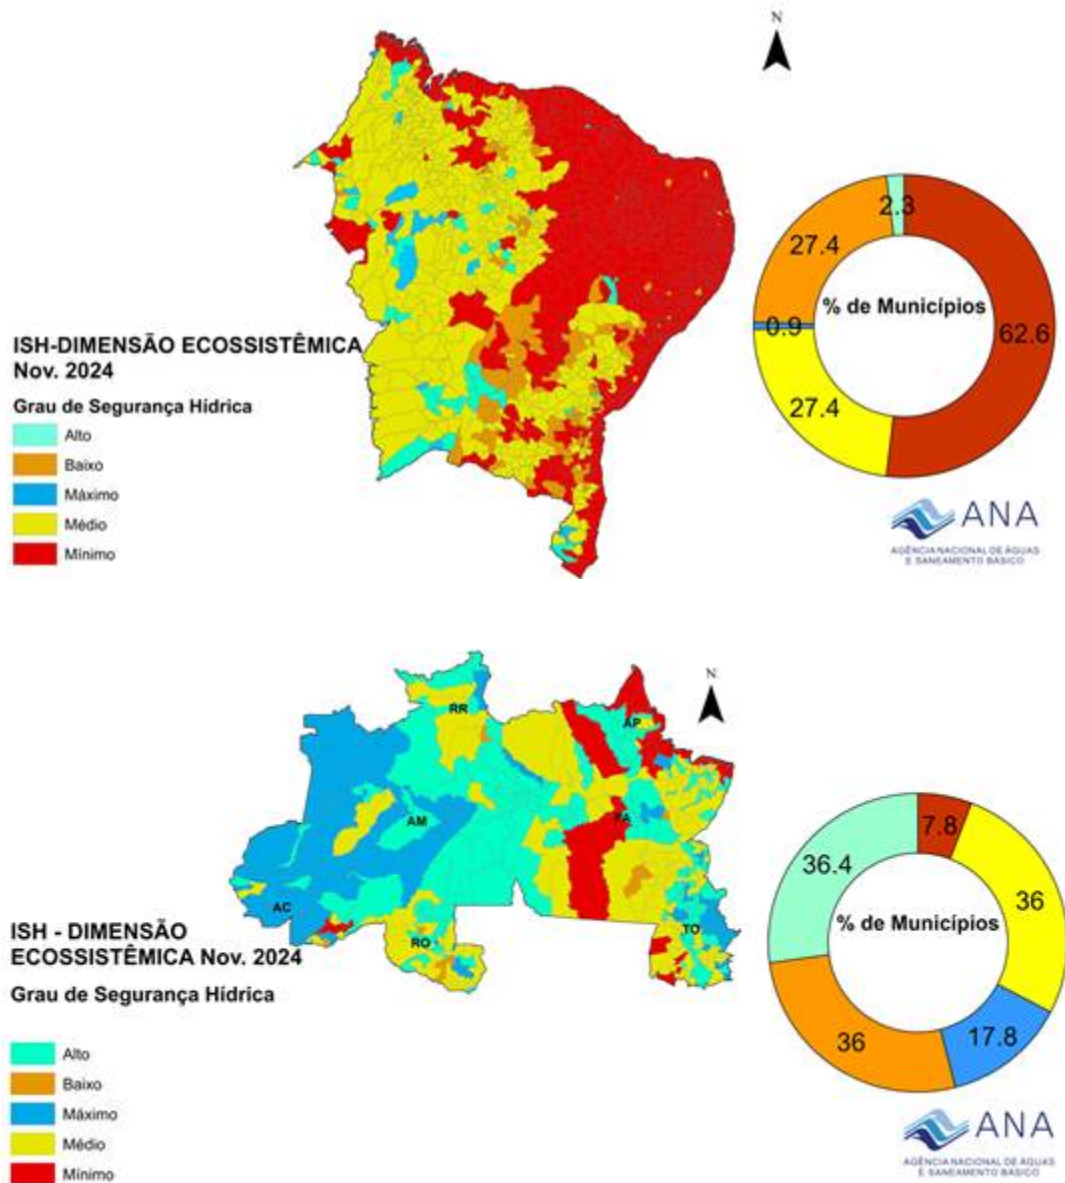 N
2.3
27.4
% de Municípios
0.9
62.6
27.4
ISH-DIMENSÃO ECOSSISTÊMICA
Nov. 2024
Grau de Segurança Hídrica
Alto
Baixo
Máximo
Médio
Mínimo
ANA
AGÊNCIA NACIONAL DE ÁGUAS
E SANEAMENTO BÁSICO
N
RR
AP
AM
PA
AC
RO
TO
7.8
36.4
36
% de Municípios
36
17.8
ISH - DIMENSÃO
ECOSSISTÊMICA Nov. 2024
Grau de Segurança Hídrica
Alto
Baixo
Máximo
Médio
Mínimo
ANA
AGÊNCIA NACIONAL DE ÁGUAS
E SANEAMENTO BÁSICO